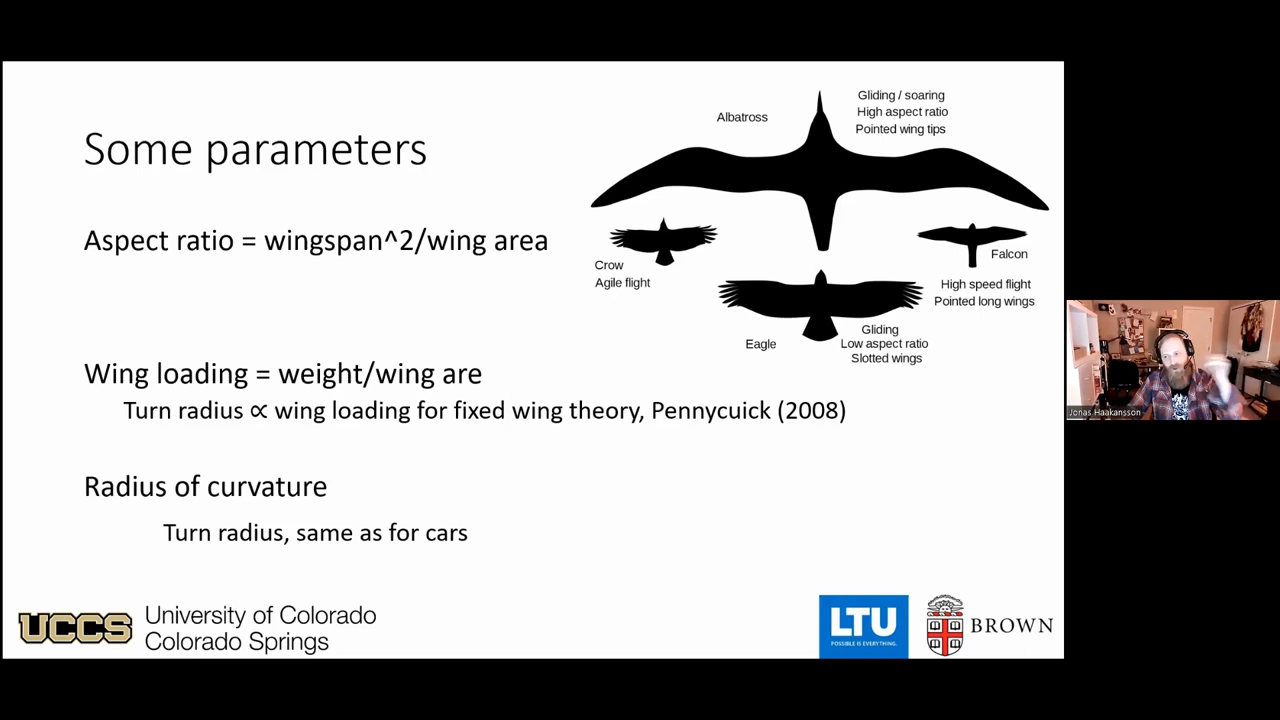 Some parameters
Aspect ratio = wingspan^2/wing area
Albatross
Gliding / soaring
High aspect ratio
Pointed wing tips
Crow
Agile flight
Falcon
High speed flight
Pointed long wings
Eagle
Gliding
Low aspect ratio
Slotted wings
Wing loading = weight/wing are
Turn radius ∝ wing loading for fixed wing theory, Pennycuick (2008)
Radius of curvature
Turn radius, same as for cars
UCCS
University of Colorado
Colorado Springs
LTU
POSSIBLE IS EVERYTHING.
BROWN
Jonas Haakansson